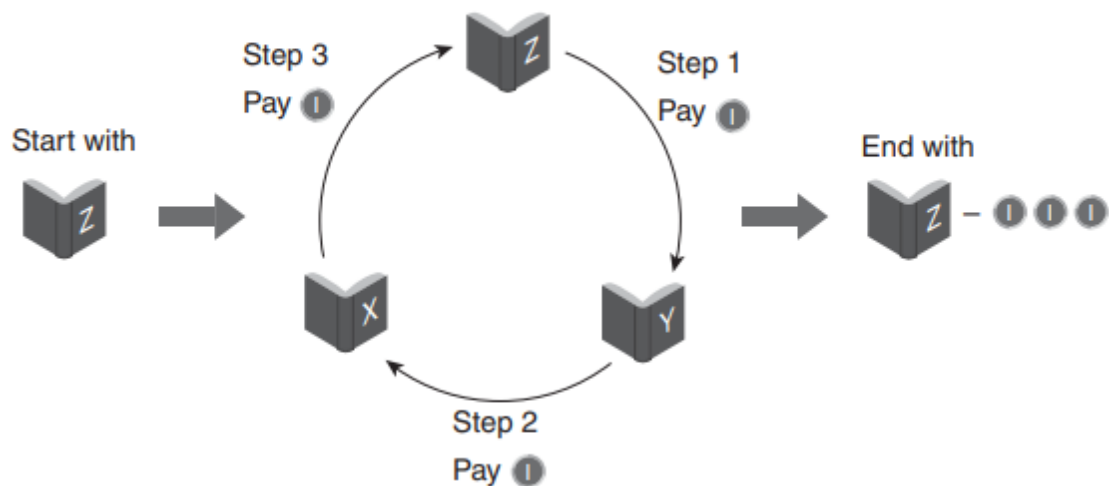 Z
Step 3
Pay I
Step 1
Pay I
Start with
Z
End with
Z – I I I
X
Y
Step 2
Pay I